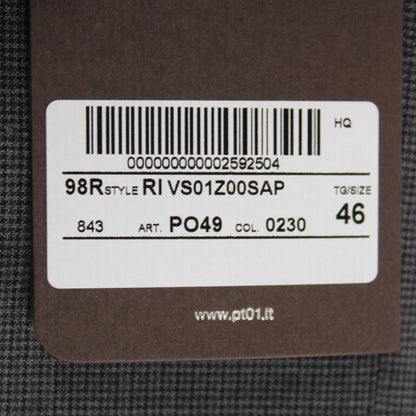 HQ
000000000002592504
98R STYLE RI VS01Z00SAP TG/SIZE
843 ART. PO49 COL. 0230 46
www.pt01.it